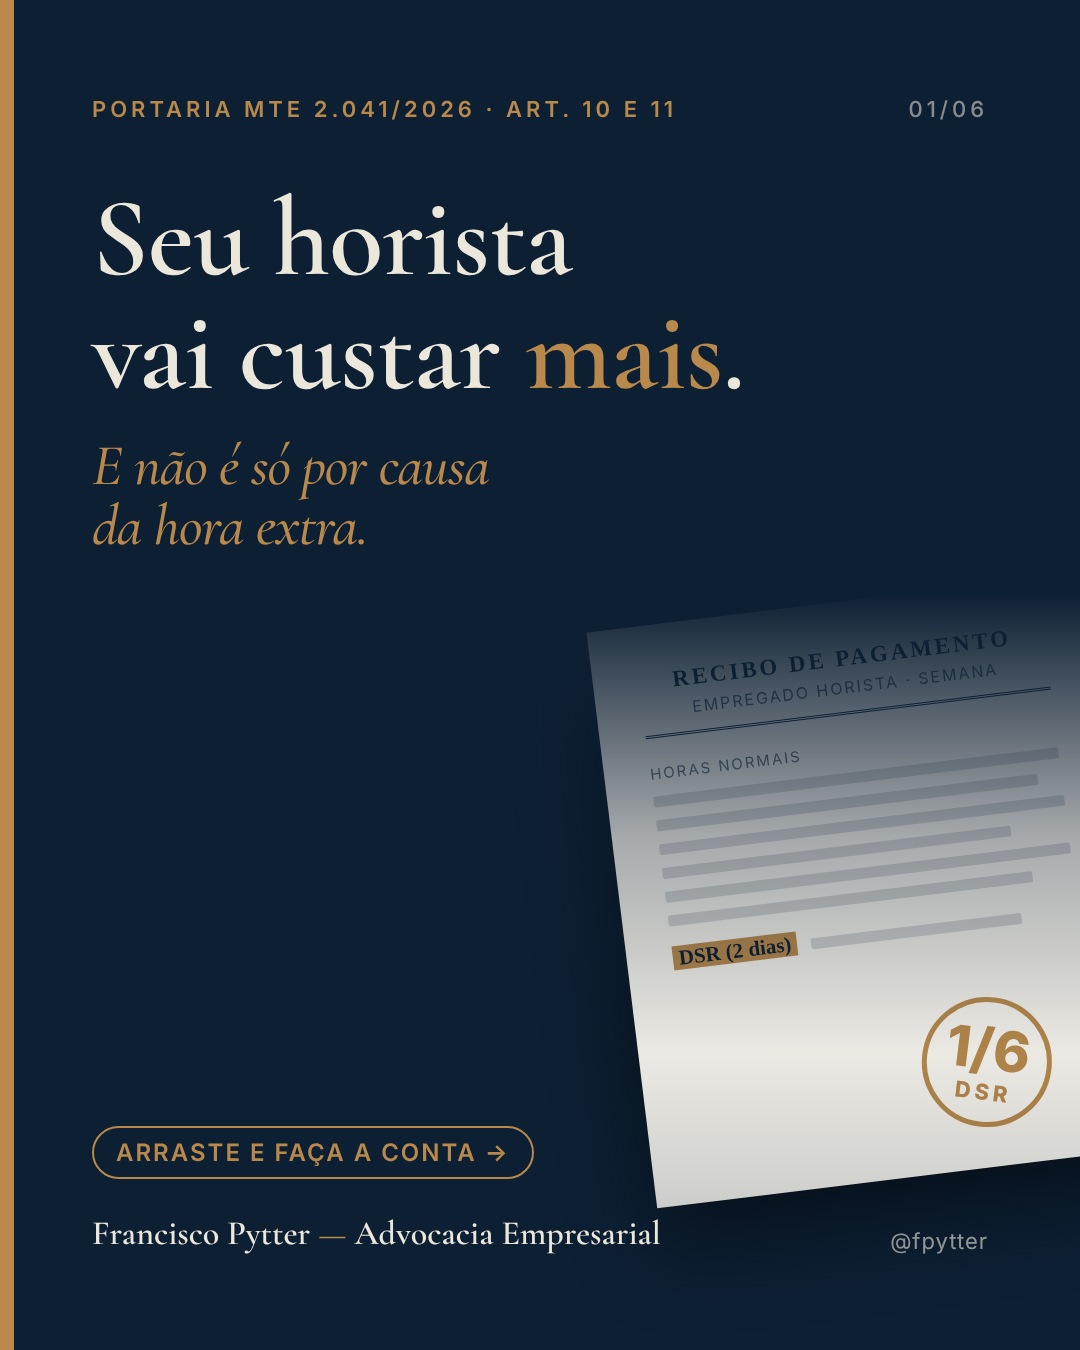 PORTARIA MTE 2.041/2026 · ART. 10 E 11
01/06
Seu horista
vai custar mais.
E não é só por causa
da hora extra.
RECIBO DE PAGAMENTO
EMPREGADO HORISTA · SEMANA
HORAS NORMAIS
DSR (2 dias)
1/6
DSR
ARRASTE E FAÇA A CONTA →
Francisco Pytter — Advocacia Empresarial
@fpytter